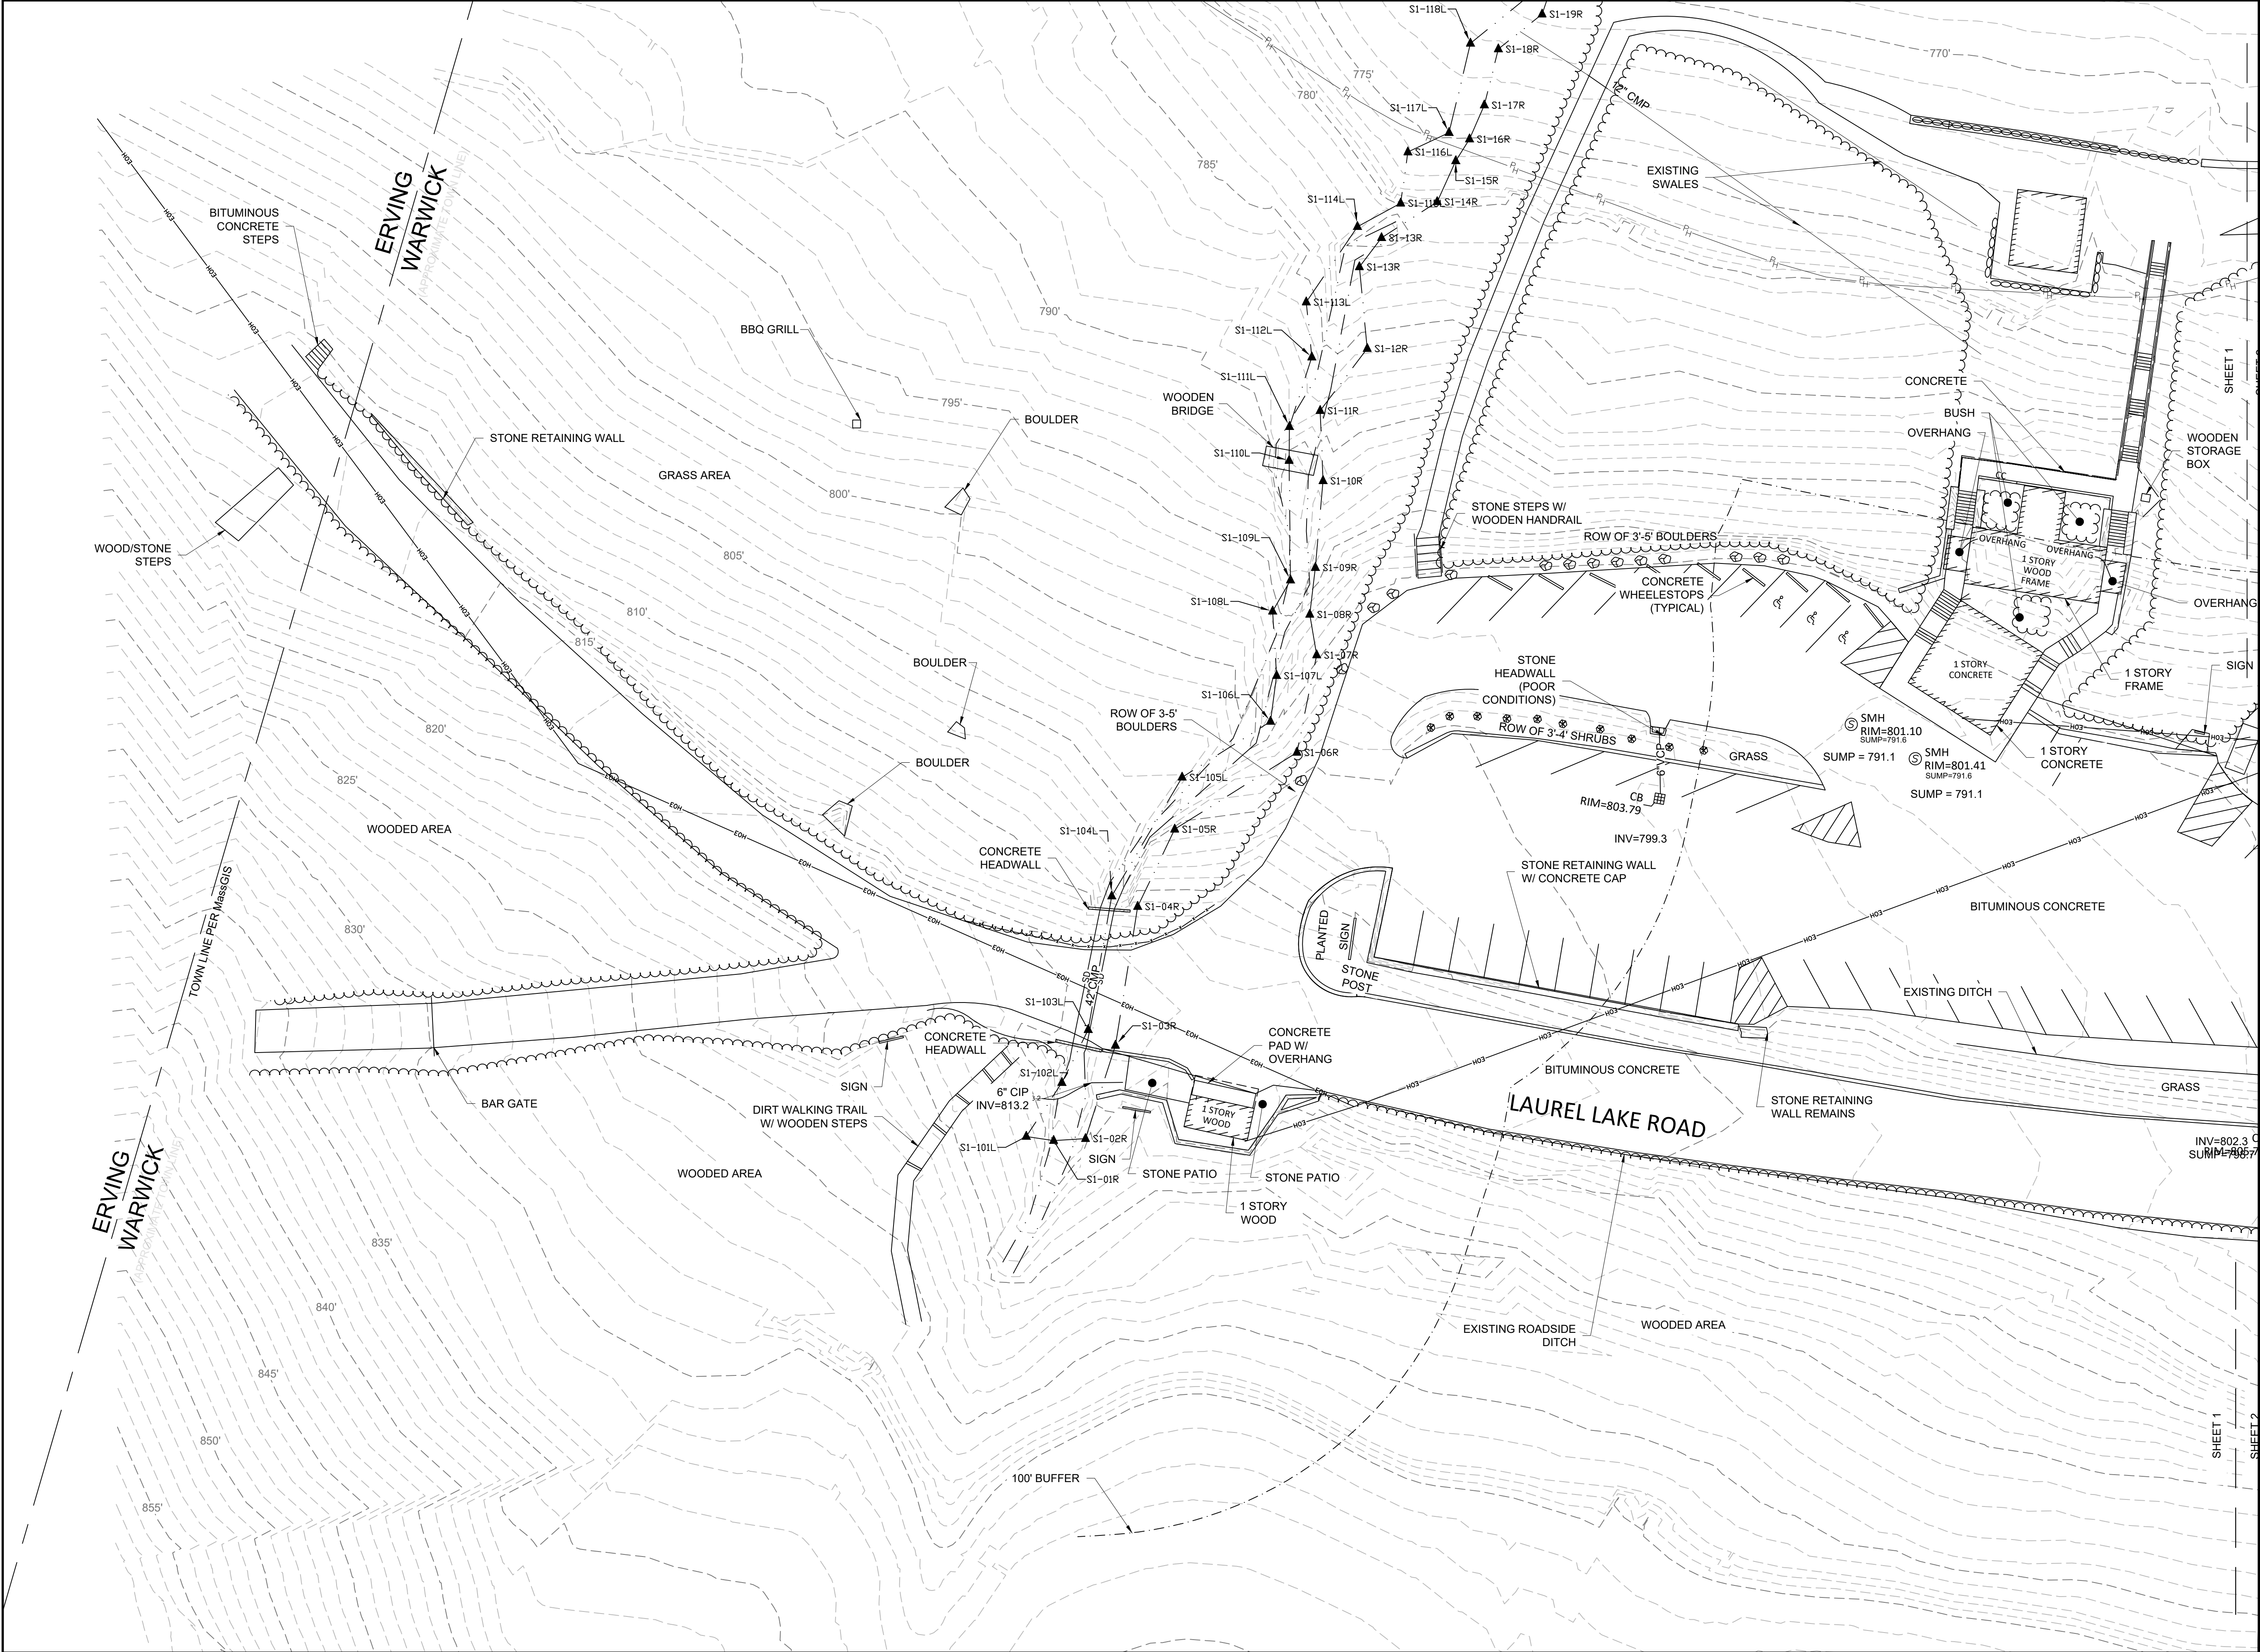 S1-118L
S1-19R
S1-18R
770'
775'
780'
12" CMP
S1-117L
S1-17R
S1-16R
S1-116L
S1-15R
785'
EXISTING
SWALES
ERVING
WARWICK
BITUMINOUS
CONCRETE
STEPS
S1-114L
S1-14R
81-13R
S1-13R
S1-113L
790'
BBQ GRILL
S1-112L
S1-12R
S1-111L
SHEET 1
CONCRETE
795'
WOODEN
BRIDGE
S1-11R
BOULDER
BUSH
OVERHANG
STONE RETAINING WALL
S1-110L
WOODEN
STORAGE
BOX
GRASS AREA
S1-10R
800'
STONE STEPS W/
WOODEN HANDRAIL
WOOD/STONE
STEPS
805'
S1-109L
ROW OF 3'-5' BOULDERS
OVERHANG
OVERHANG
S1-09R
1 STORY
WOOD
FRAME
CONCRETE
WHEELESTOPS
(TYPICAL)
810'
S1-108L
S1-08R
OVERHANG
815'
S1-07R
BOULDER
S1-107L
STONE
HEADWALL
(POOR
CONDITIONS)
1 STORY
CONCRETE
1 STORY
FRAME
SIGN
S1-106L
ROW OF 3-5'
BOULDERS
820'
ROW OF 3'-4' SHRUBS
SMH
RIM=801.10
SUMP=791.6
SUMP = 791.1
SMH
RIM=801.41
SUMP=791.6
SUMP = 791.1
1 STORY
CONCRETE
S1-06R
GRASS
6" VCP
BOULDER
S1-105L
825'
CB
RIM=803.79
INV=799.3
WOODED AREA
S1-104L
S1-05R
CONCRETE
HEADWALL
STONE RETAINING WALL
W/ CONCRETE CAP
TOWN LINE PER MassGIS
S1-04R
BITUMINOUS CONCRETE
830'
PLANTED
SIGN
STONE
POST
42" CMP
S1-103L
EXISTING DITCH
S1-03R
CONCRETE
HEADWALL
CONCRETE
PAD W/
OVERHANG
S1-102L
SIGN
6" CIP
INV=813.2
BITUMINOUS CONCRETE
GRASS
BAR GATE
DIRT WALKING TRAIL
W/ WOODEN STEPS
1 STORY
WOOD
LAUREL LAKE ROAD
STONE RETAINING
WALL REMAINS
S1-101L
S1-02R
INV=802.3
SIGN
STONE PATIO
STONE PATIO
S1-01R
WOODED AREA
ERVING
WARWICK
1 STORY
WOOD
835'
840'
EXISTING ROADSIDE
DITCH
WOODED AREA
845'
850'
SHEET 1
SHEET 2
100' BUFFER
855'